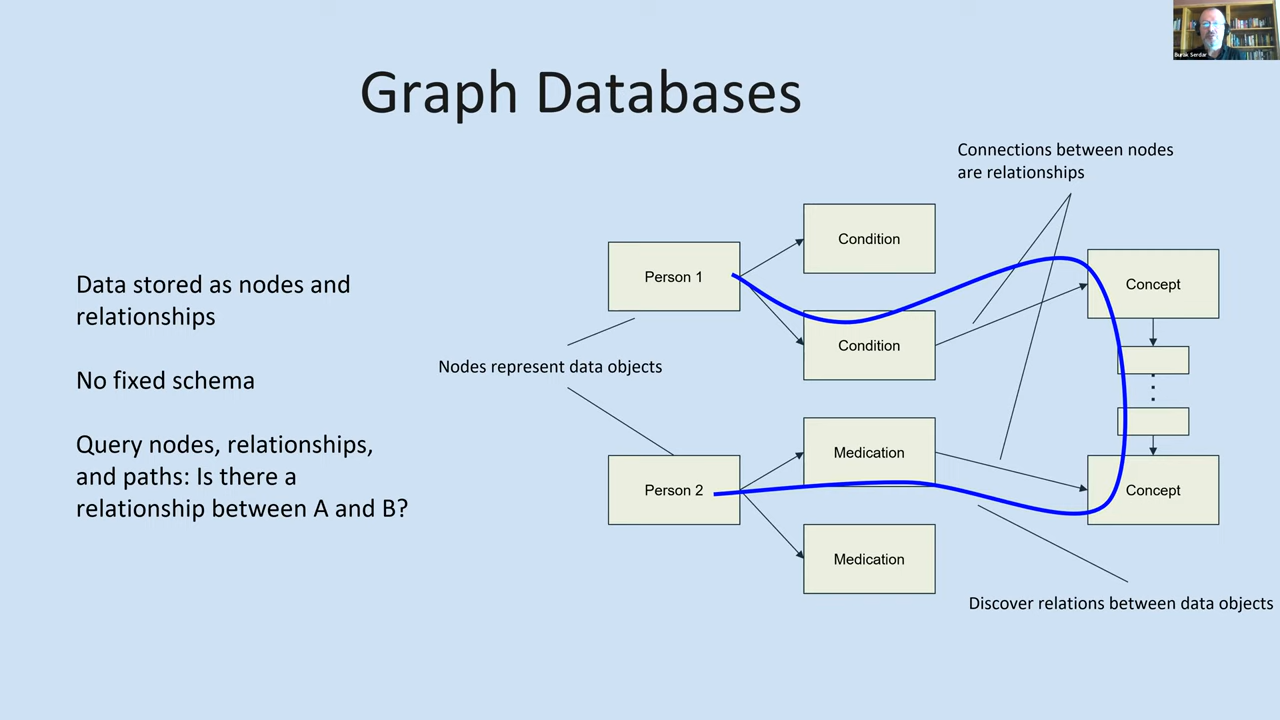 Burak Serdar
Graph Databases
Data stored as nodes and
relationships
No fixed schema
Query nodes, relationships,
and paths: Is there a
relationship between A and B?
Connections between nodes
are relationships
Condition
Person 1
Concept
Condition
Nodes represent data objects
Medication
Person 2
Concept
Medication
Discover relations between data objects